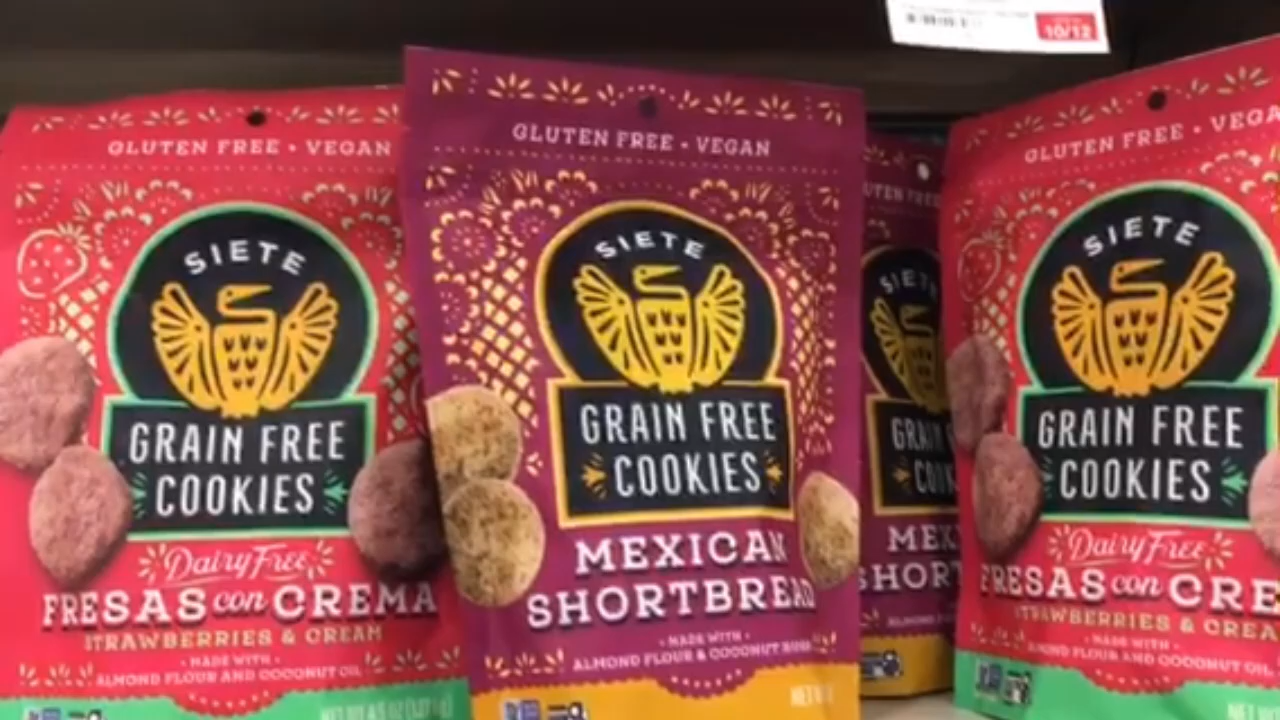 10/12
GLUTEN FREE • VEGAN
SIETE
GRAIN FREE
COOKIES
Dairy Free
FRESAS con CREMA
STRAWBERRIES & CREAM
• MADE WITH •
ALMOND FLOUR AND COCONUT OIL
GLUTEN FREE • VEGAN
SIETE
GRAIN FREE
COOKIES
MEXICAN
SHORTBREAD
• MADE WITH •
ALMOND FLOUR & COCONUT
FREE
SIETE
GRAIN
MEX
SHORT
GLUTEN FREE • VEGA
SIETE
GRAIN FREE
COOKIES
Dairy Free
FRESAS con CRE
STRAWBERRIES & CREA
• MADE WITH •
ALMOND FLOUR AND COCONUT OIL